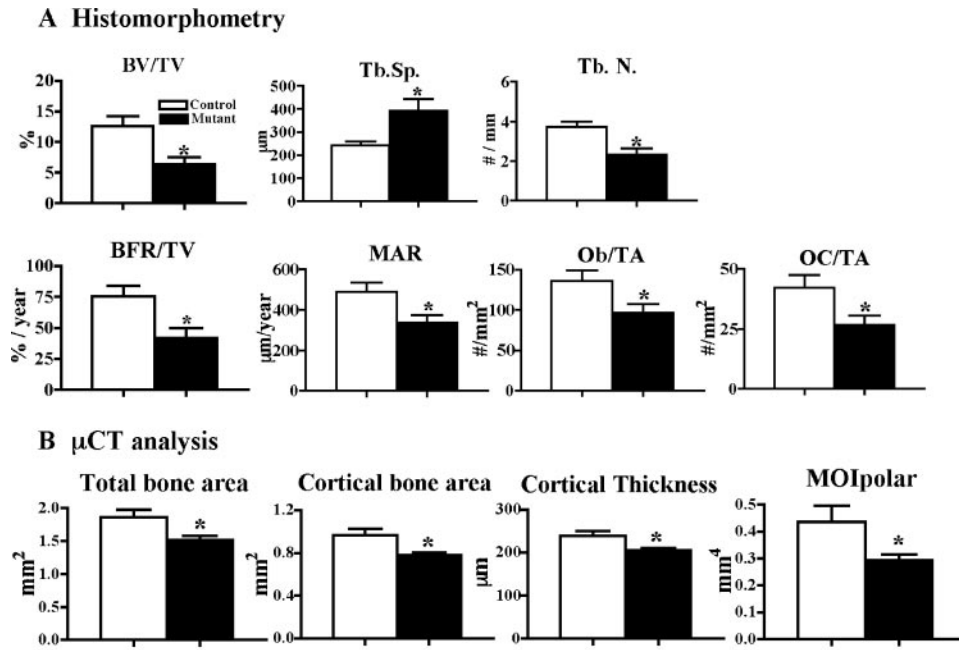 A Histomorphometry
BV/TV
20
15
10
5
0
%
Control
Mutant
*
Tb.Sp.
500
400
300
200
100
0
μm
*
Tb. N.
6
4
2
0
# / mm
*
BFR/TV
100
75
50
25
0
% / year
*
MAR
600
400
200
0
μm/year
*
Ob/TA
150
100
50
0
#/mm²
*
OC/TA
50
25
0
#/mm²
*
B μCT analysis
Total bone area
2.0
1.5
1.0
0.5
0.0
mm²
*
Cortical bone area
1.2
0.8
0.4
0.0
mm²
*
Cortical Thickness
300
200
100
0
μm
*
MOIpolar
0.5
0.4
0.3
0.2
0.1
0.0
mm⁴
*